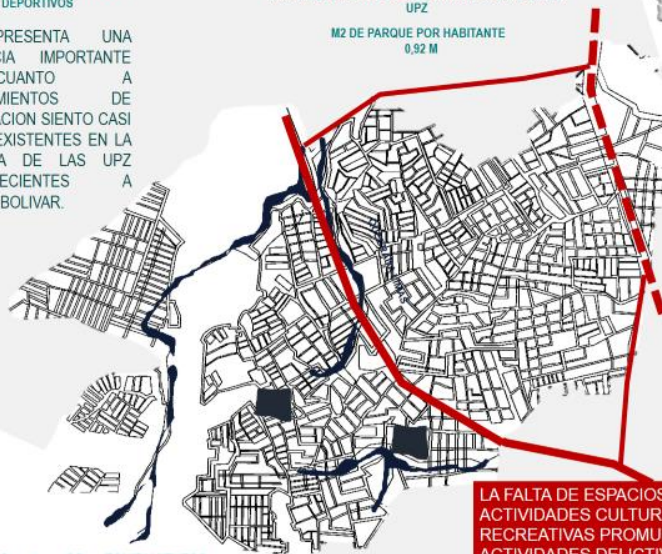 DEPORTIVOS
PRESENTA UNA
CIA IMPORTANTE
CUANTO A
MIENTOS DE
ACION SIENTO CASI
EXISTENTES EN LA
A DE LAS UPZ
ECIENTES A
BOLIVAR.
UPZ
M2 DE PARQUE POR HABITANTE
0,92 M
LA FALTA DE ESPACIOS
ACTIVIDADES CULTUR
RECREATIVAS PROMU